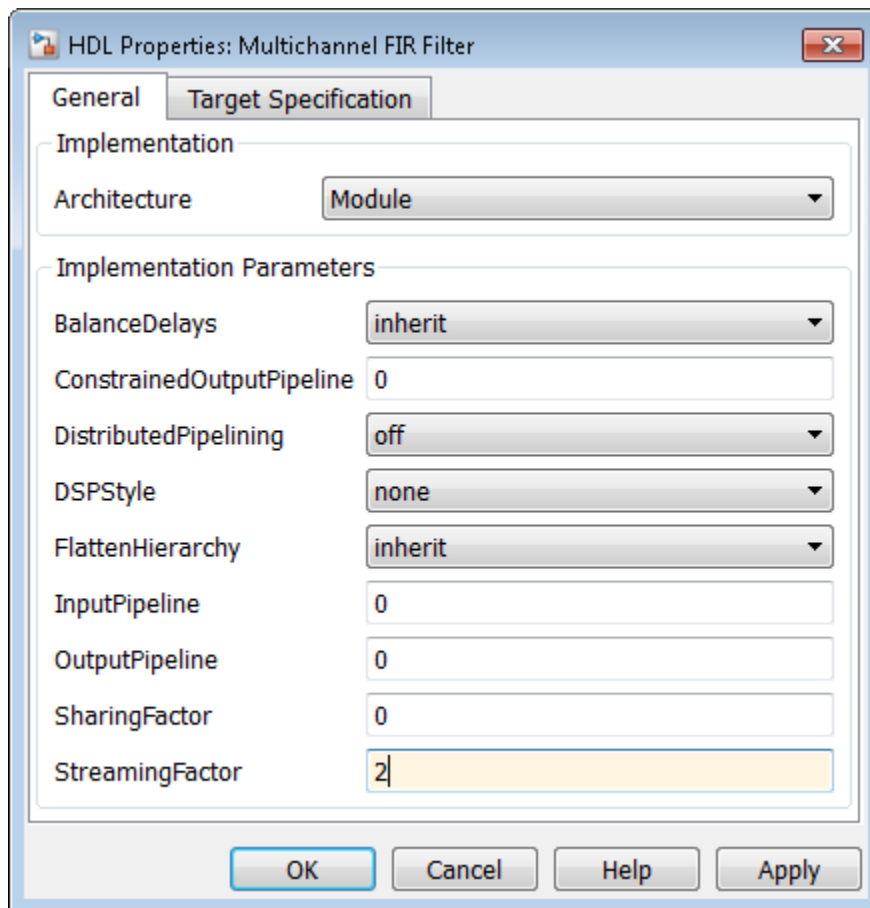 HDL Properties: Multichannel FIR Filter
General Target Specification
Implementation
Architecture Module
Implementation Parameters
BalanceDelays inherit
ConstrainedOutputPipeline 0
DistributedPipelining off
DSPStyle none
FlattenHierarchy inherit
InputPipeline 0
OutputPipeline 0
SharingFactor 0
StreamingFactor 2
OK Cancel Help Apply